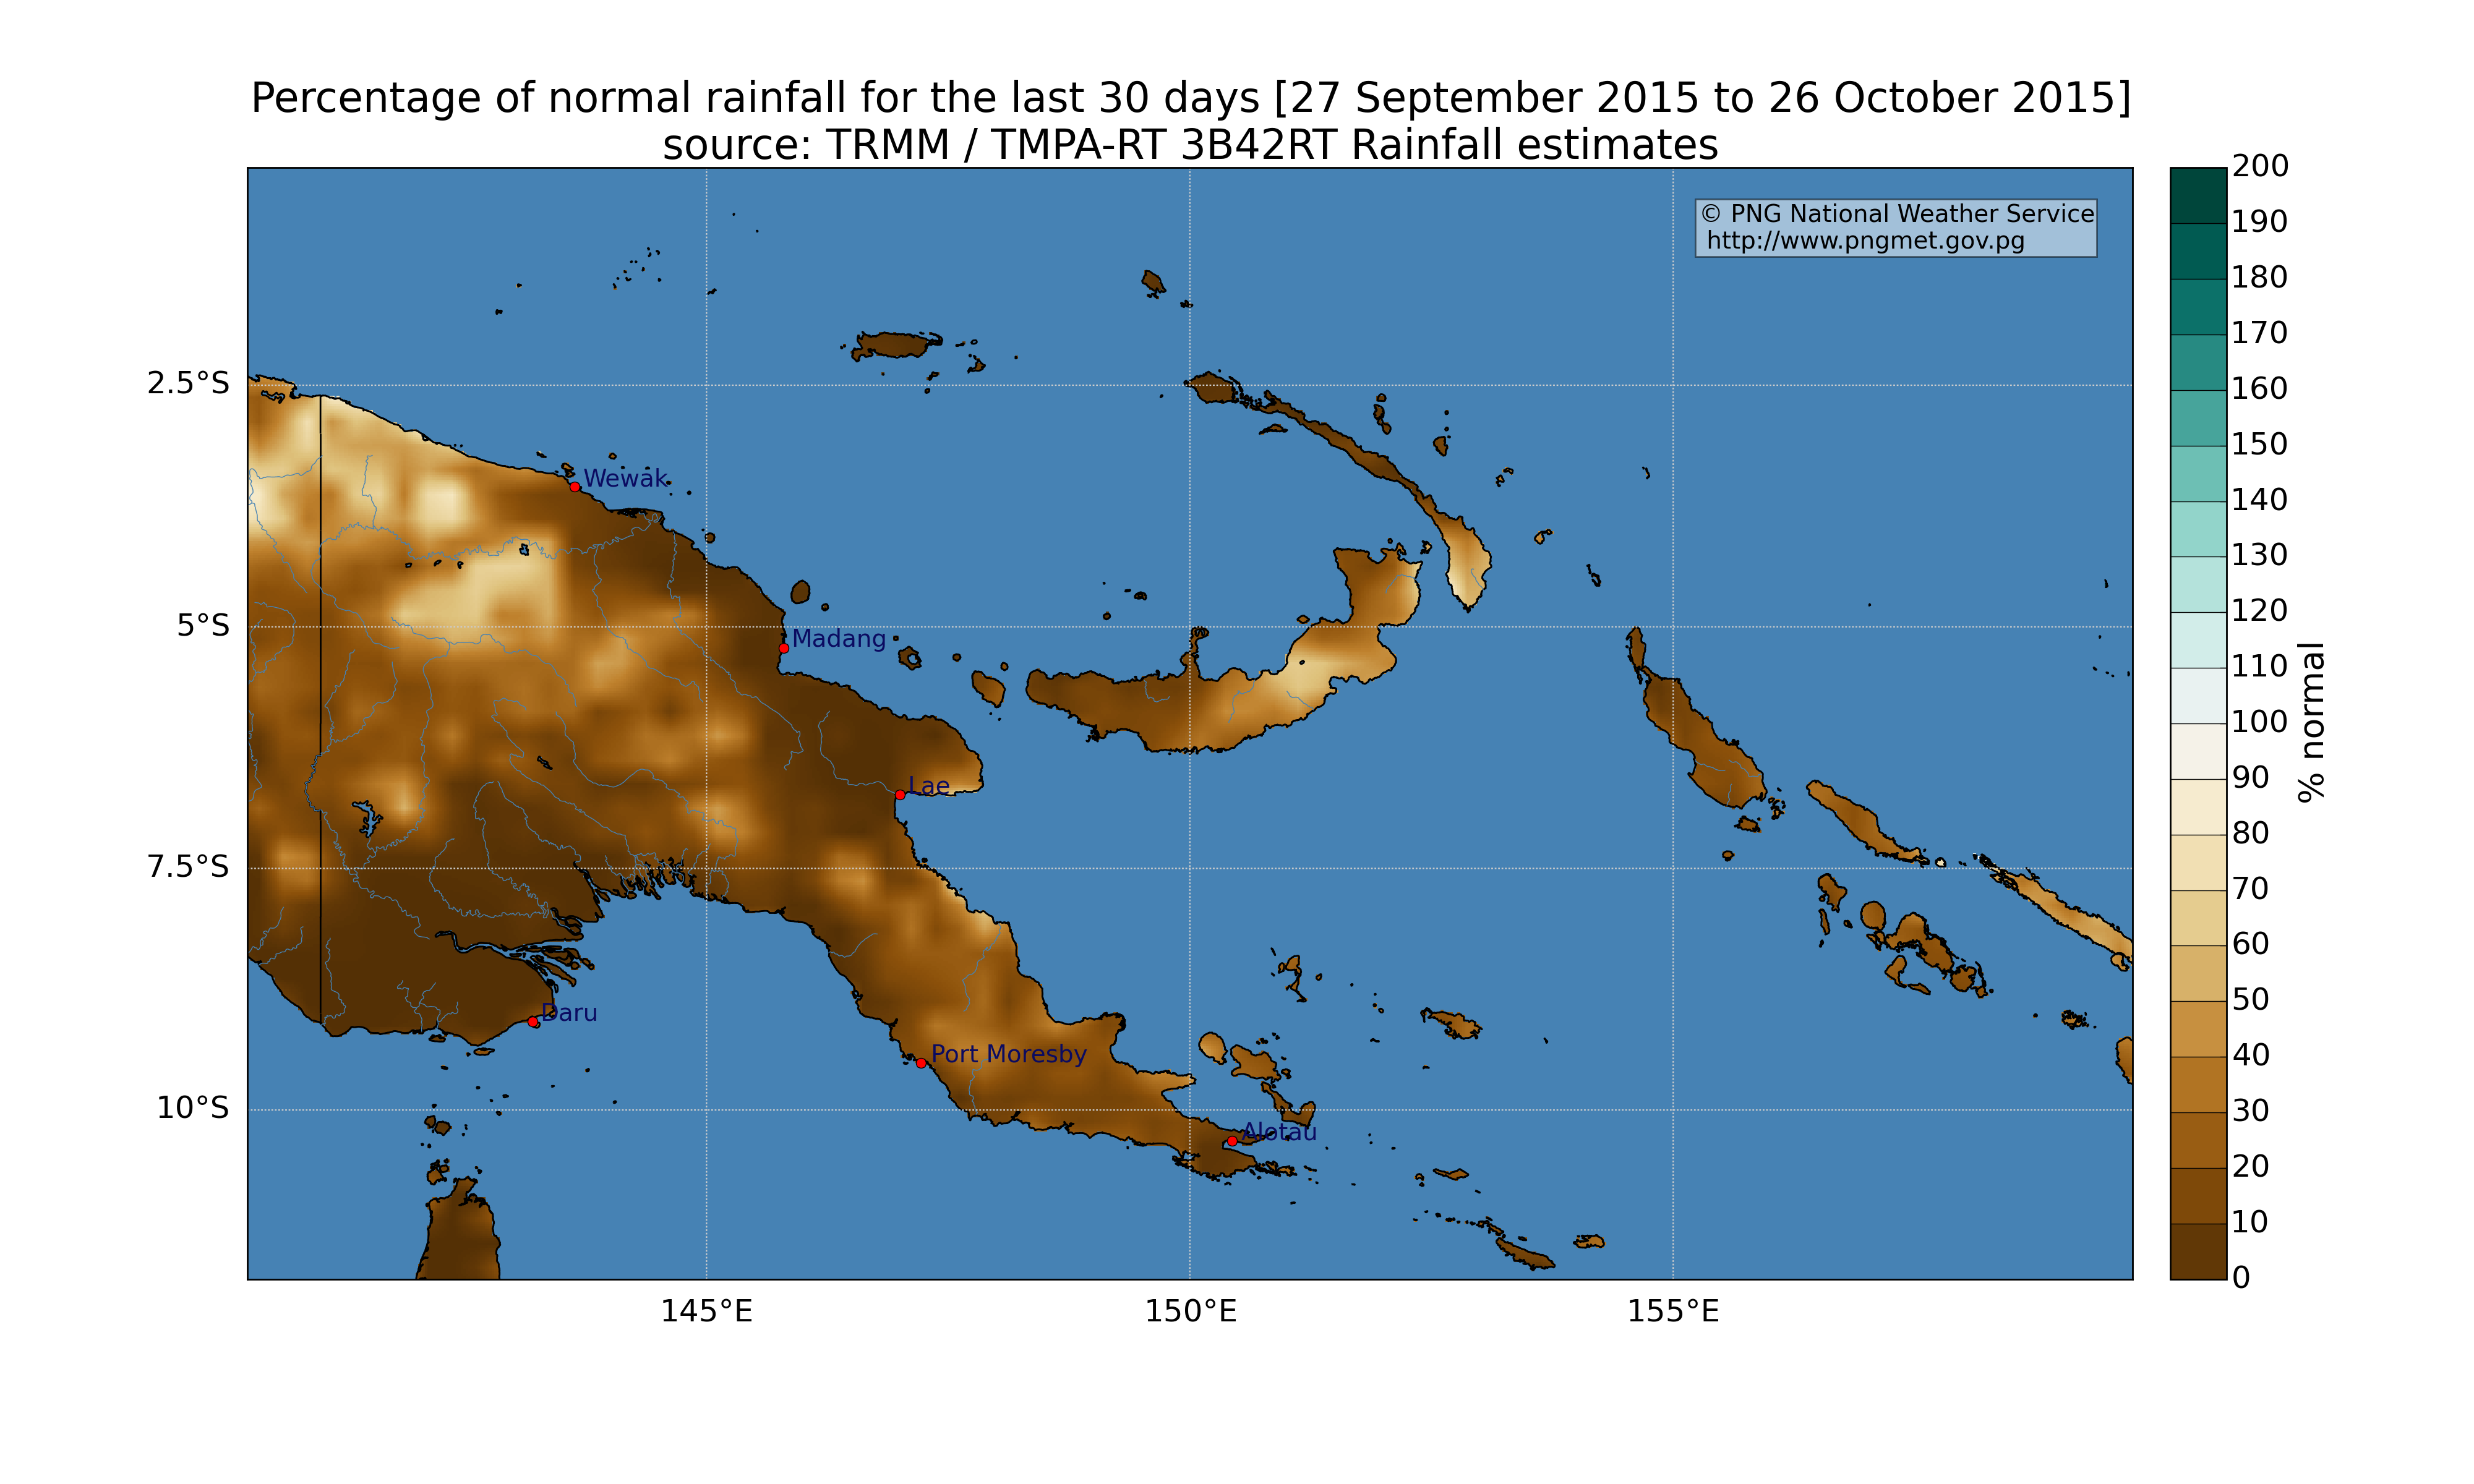 Percentage of normal rainfall for the last 30 days [27 September 2015 to 26 October 2015]
source: TRMM / TMPA-RT 3B42RT Rainfall estimates
© PNG National Weather Service
http://www.pngmet.gov.pg
2.5°S
5°S
7.5°S
10°S
Wewak
Madang
Lae
Daru
Port Moresby
Alotau
145°E
150°E
155°E
200
190
180
170
160
150
140
130
120
110
100
90
80
70
60
50
40
30
20
10
0
% normal